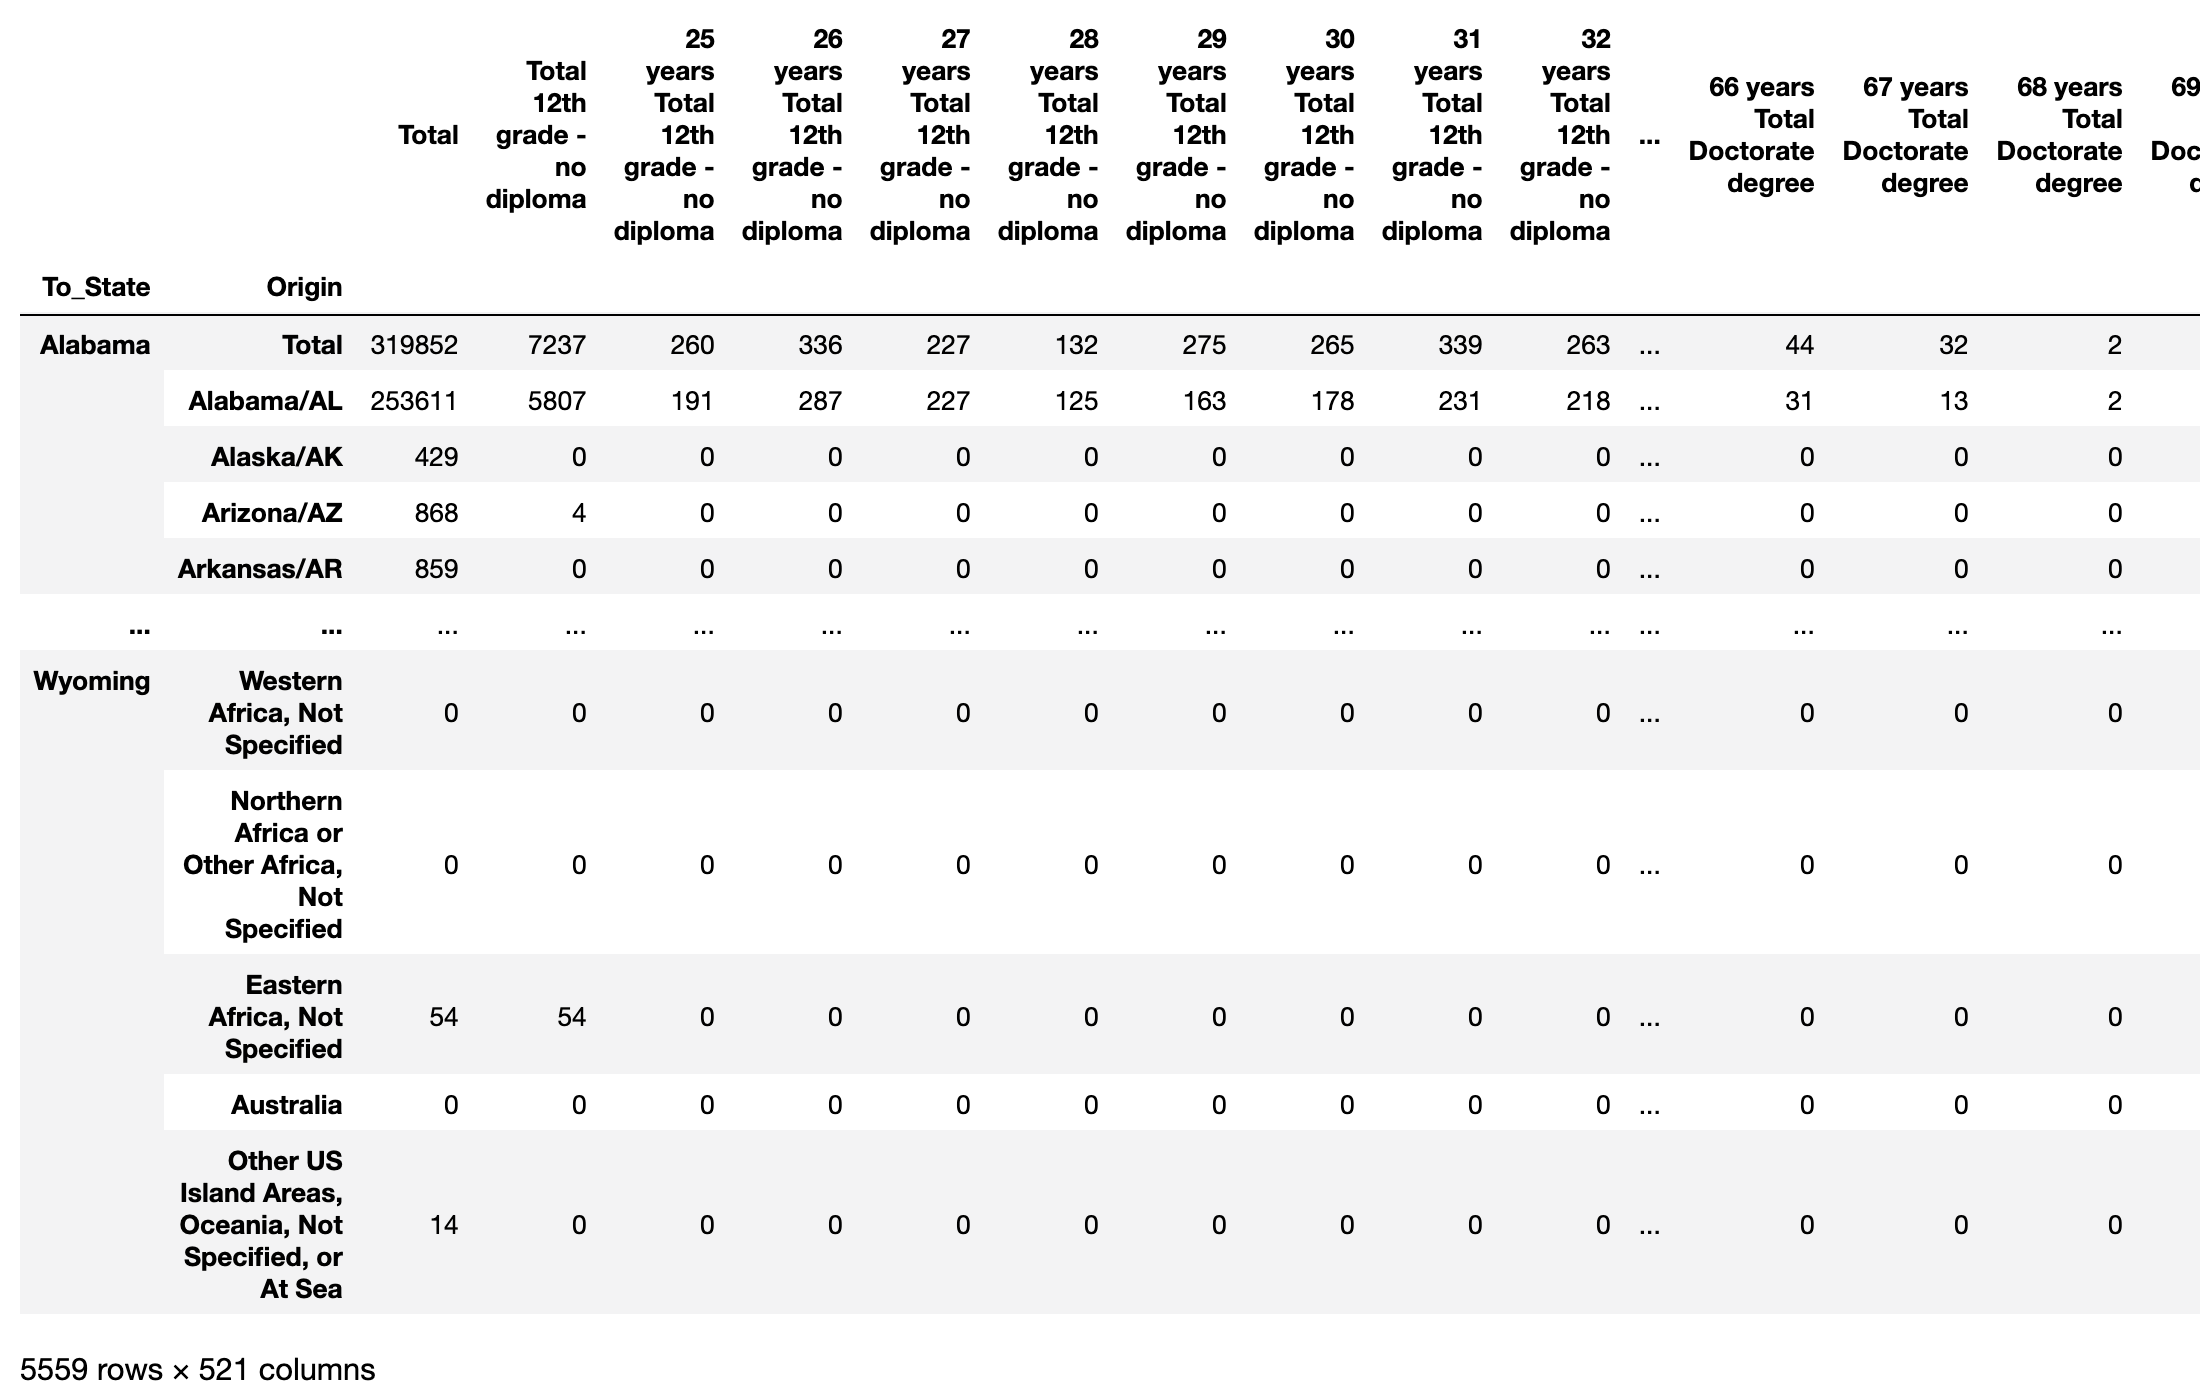 Total Total 12th grade - no diploma 25 years Total 12th grade - no diploma 26 years Total 12th grade - no diploma 27 years Total 12th grade - no diploma 28 years Total 12th grade - no diploma 29 years Total 12th grade - no diploma 30 years Total 12th grade - no diploma 31 years Total 12th grade - no diploma 32 years Total 12th grade - no diploma ... 66 years Total Doctorate degree 67 years Total Doctorate degree 68 years Total Doctorate degree 69
To_State Origin
Alabama Total 319852 7237 260 336 227 132 275 265 339 263 ... 44 32 2
Alabama/AL 253611 5807 191 287 227 125 163 178 231 218 ... 31 13 2
Alaska/AK 429 0 0 0 0 0 0 0 0 0 ... 0 0 0
Arizona/AZ 868 4 0 0 0 0 0 0 0 0 ... 0 0 0
Arkansas/AR 859 0 0 0 0 0 0 0 0 0 ... 0 0 0
... ... ... ... ... ... ... ... ... ... ... ... ... ... ... ...
Wyoming Western Africa, Not Specified 0 0 0 0 0 0 0 0 0 0 ... 0 0 0
Northern Africa or Other Africa, Not Specified 0 0 0 0 0 0 0 0 0 0 ... 0 0 0
Eastern Africa, Not Specified 54 54 0 0 0 0 0 0 0 0 ... 0 0 0
Australia 0 0 0 0 0 0 0 0 0 0 ... 0 0 0
Other US Island Areas, Oceania, Not Specified, or At Sea 14 0 0 0 0 0 0 0 0 0 ... 0 0 0
5559 rows × 521 columns